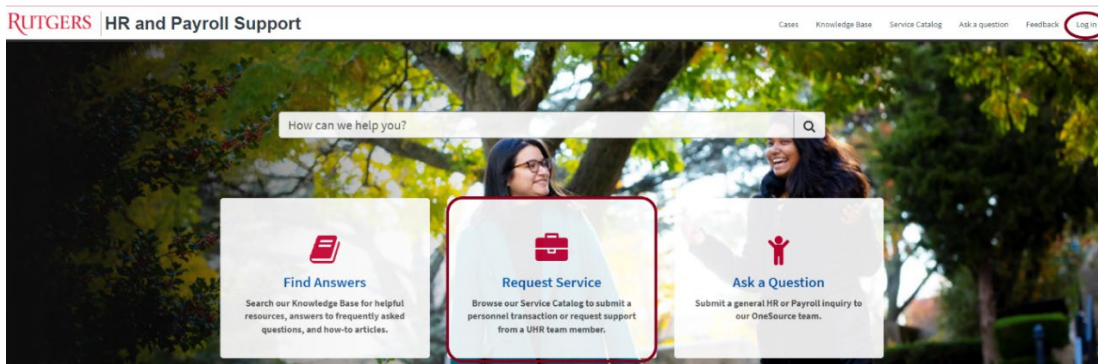 RUTGERS HR and Payroll Support
Cases Knowledge Base Service Catalog Ask a question Feedback Log in
How can we help you?
Find Answers
Search our Knowledge Base for helpful
resources, answers to frequently asked
questions, and how-to articles.
Request Service
Browse our Service Catalog to submit a
personnel transaction or request support
from a UHR team member.
Ask a Question
Submit a general HR or Payroll inquiry to
our OneSource team.